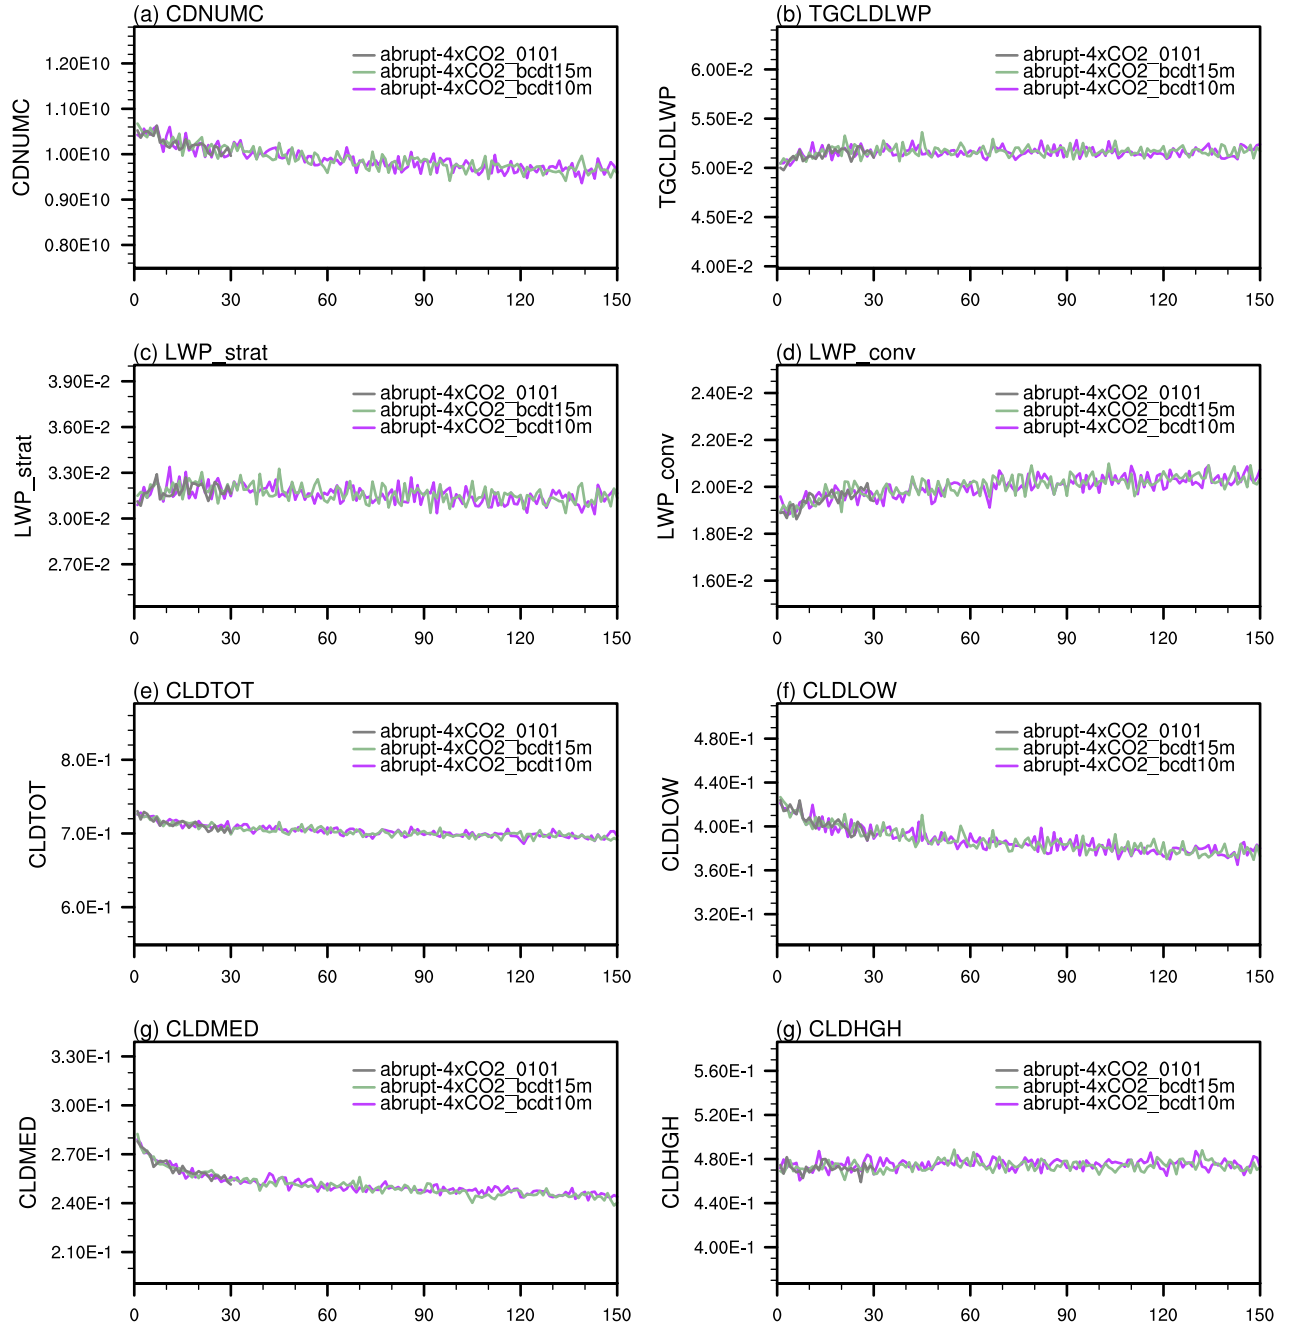 (a) CDNUMC
abrupt-4xCO2_0101
abrupt-4xCO2_bcdt15m
abrupt-4xCO2_bcdt10m
CDNUMC
1.20E10
1.10E10
1.00E10
0.90E10
0.80E10
0 30 60 90 120 150
(b) TGCLDLWP
abrupt-4xCO2_0101
abrupt-4xCO2_bcdt15m
abrupt-4xCO2_bcdt10m
TGCLDLWP
6.00E-2
5.50E-2
5.00E-2
4.50E-2
4.00E-2
0 30 60 90 120 150
(c) LWP_strat
abrupt-4xCO2_0101
abrupt-4xCO2_bcdt15m
abrupt-4xCO2_bcdt10m
LWP_strat
3.90E-2
3.60E-2
3.30E-2
3.00E-2
2.70E-2
0 30 60 90 120 150
(d) LWP_conv
abrupt-4xCO2_0101
abrupt-4xCO2_bcdt15m
abrupt-4xCO2_bcdt10m
LWP_conv
2.40E-2
2.20E-2
2.00E-2
1.80E-2
1.60E-2
0 30 60 90 120 150
(e) CLDTOT
abrupt-4xCO2_0101
abrupt-4xCO2_bcdt15m
abrupt-4xCO2_bcdt10m
CLDTOT
8.0E-1
7.0E-1
6.0E-1
0 30 60 90 120 150
(f) CLDLOW
abrupt-4xCO2_0101
abrupt-4xCO2_bcdt15m
abrupt-4xCO2_bcdt10m
CLDLOW
4.80E-1
4.40E-1
4.00E-1
3.60E-1
3.20E-1
0 30 60 90 120 150
(g) CLDMED
abrupt-4xCO2_0101
abrupt-4xCO2_bcdt15m
abrupt-4xCO2_bcdt10m
CLDMED
3.30E-1
3.00E-1
2.70E-1
2.40E-1
2.10E-1
0 30 60 90 120 150
(g) CLDHGH
abrupt-4xCO2_0101
abrupt-4xCO2_bcdt15m
abrupt-4xCO2_bcdt10m
CLDHGH
5.60E-1
5.20E-1
4.80E-1
4.40E-1
4.00E-1
0 30 60 90 120 150